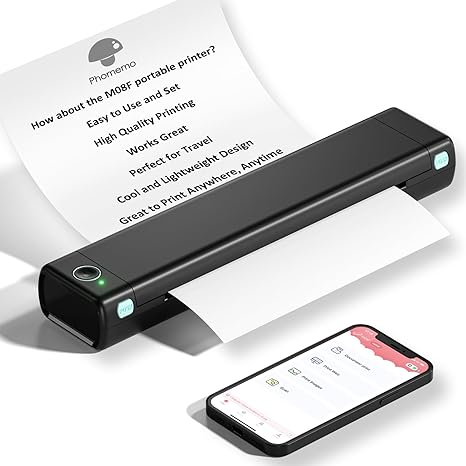 Phomemo
How about the M08F portable printer?
Easy to Use and Set
High Quality Printing
Works Great
Perfect for Travel
Cool and Lightweight Design
Great to Print Anywhere, Anytime
Scan